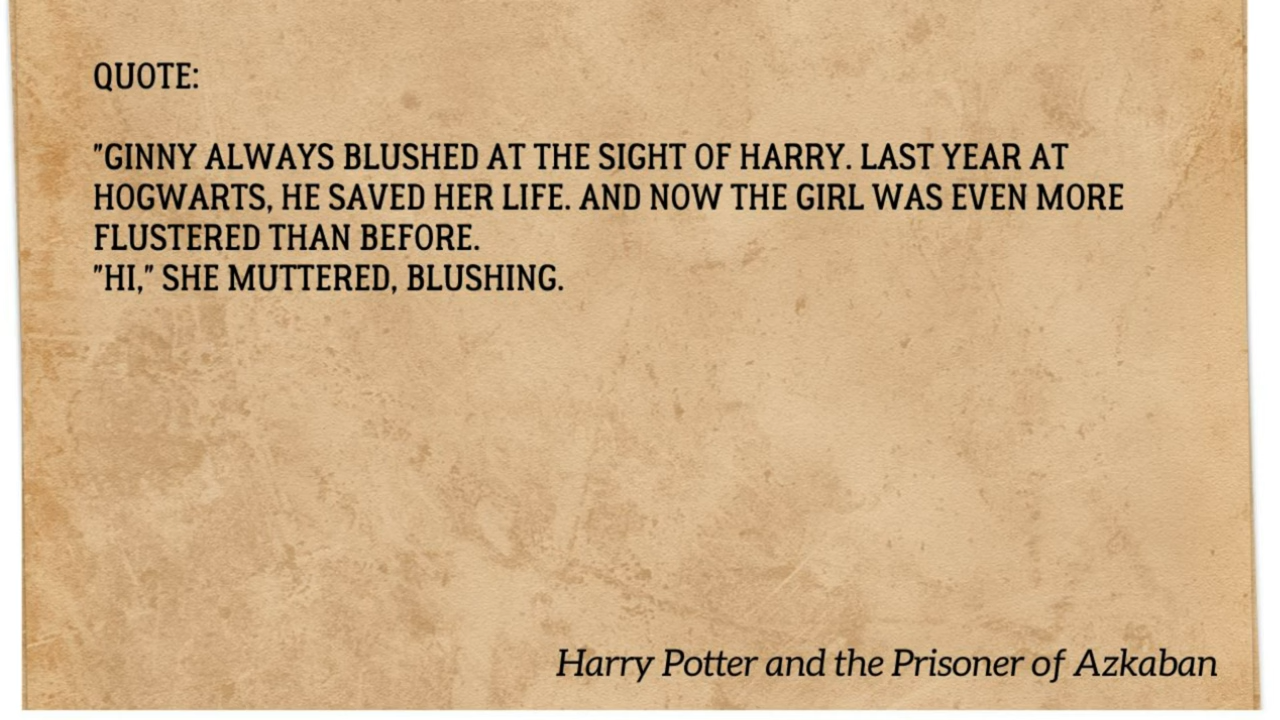 QUOTE:
"GINNY ALWAYS BLUSHED AT THE SIGHT OF HARRY. LAST YEAR AT
HOGWARTS, HE SAVED HER LIFE. AND NOW THE GIRL WAS EVEN MORE
FLUSTERED THAN BEFORE.
"HI," SHE MUTTERED, BLUSHING.
Harry Potter and the Prisoner of Azkaban